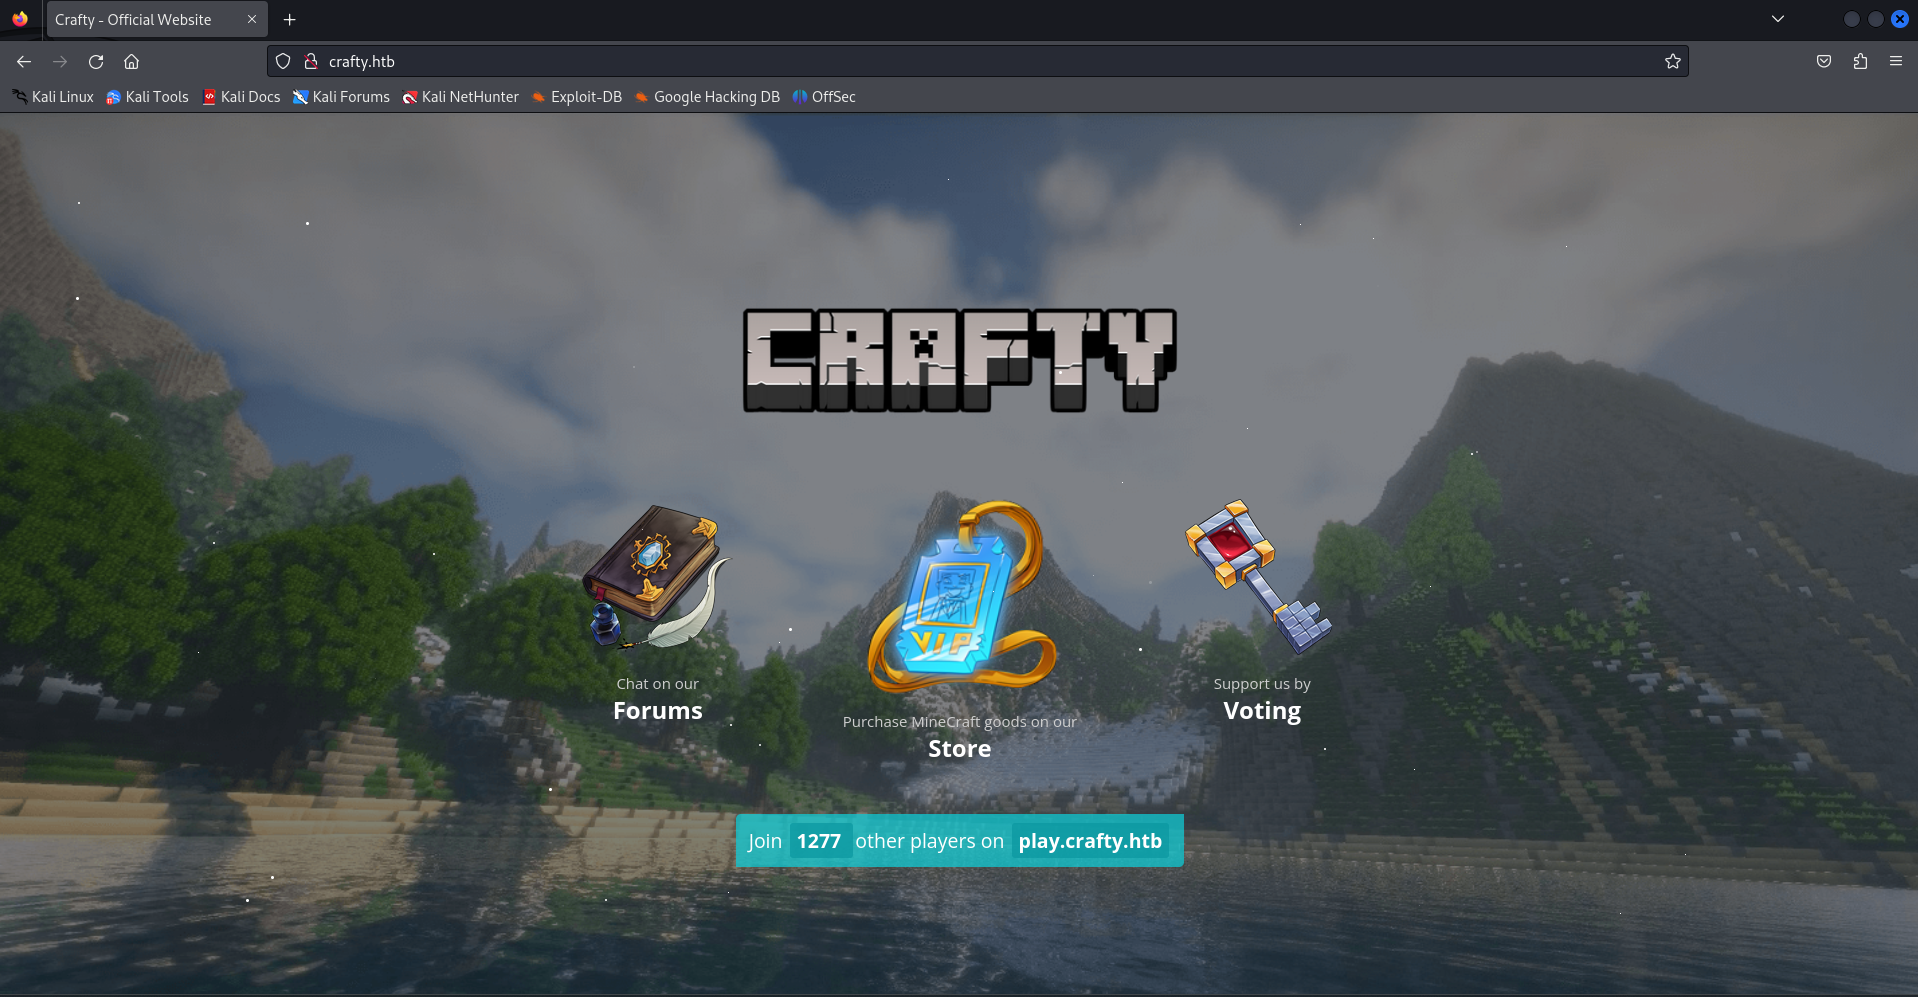 Crafty - Official Website
crafty.htb
Kali Linux Kali Tools Kali Docs Kali Forums Kali NetHunter Exploit-DB Google Hacking DB OffSec
CRAFTY
VIP
Chat on our
Forums
Purchase MineCraft goods on our
Store
Support us by
Voting
Join 1277 other players on play.crafty.htb